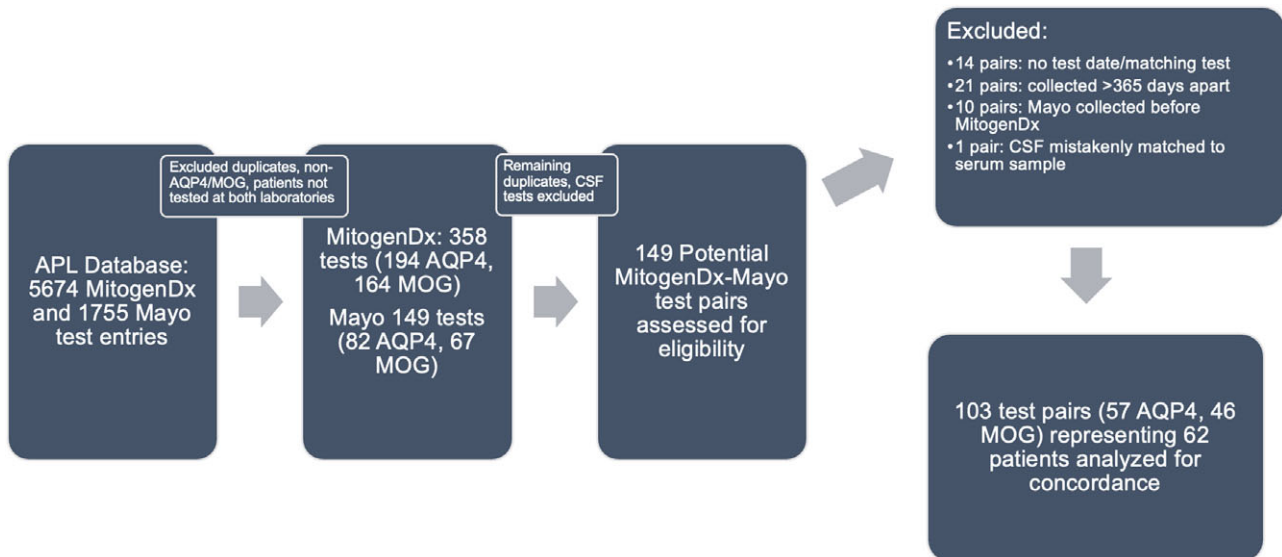 APL Database:
5674 MitogenDx
and 1755 Mayo
test entries
Excluded duplicates, non-
AQP4/MOG, patients not
tested at both laboratories
MitogenDx: 358
tests (194 AQP4,
164 MOG)
Mayo 149 tests
(82 AQP4, 67
MOG)
Remaining
duplicates, CSF
tests excluded
149 Potential
MitogenDx-Mayo
test pairs
assessed for
eligibility
Excluded:
•14 pairs: no test date/matching test
•21 pairs: collected >365 days apart
•10 pairs: Mayo collected before
MitogenDx
•1 pair: CSF mistakenly matched to
serum sample
103 test pairs (57 AQP4, 46
MOG) representing 62
patients analyzed for
concordance